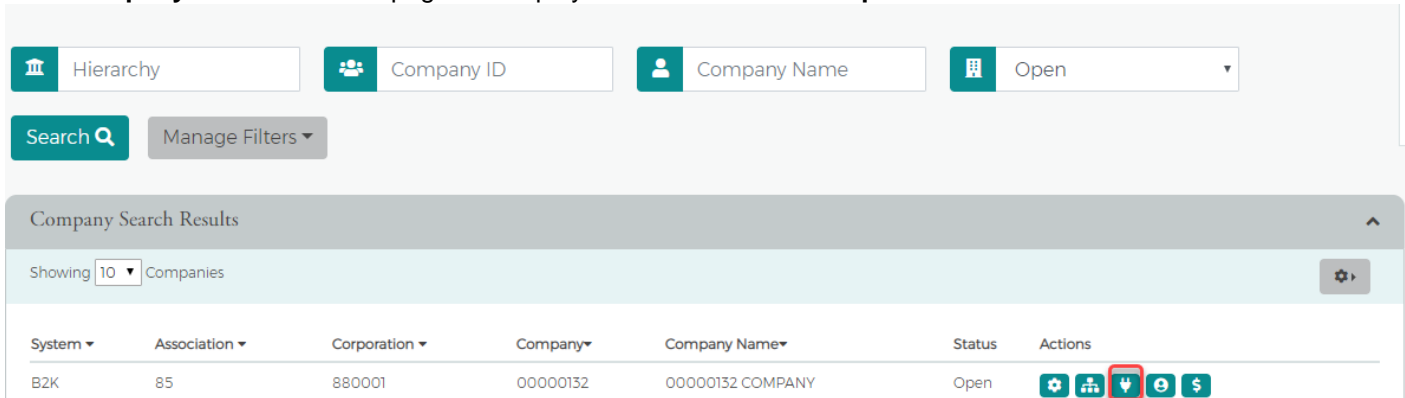 Hierarchy Company ID Company Name Open
Search Manage Filters
Company Search Results
Showing 10 Companies
System Association Corporation Company Company Name Status Actions
B2K 85 880001 00000132 00000132 COMPANY Open $